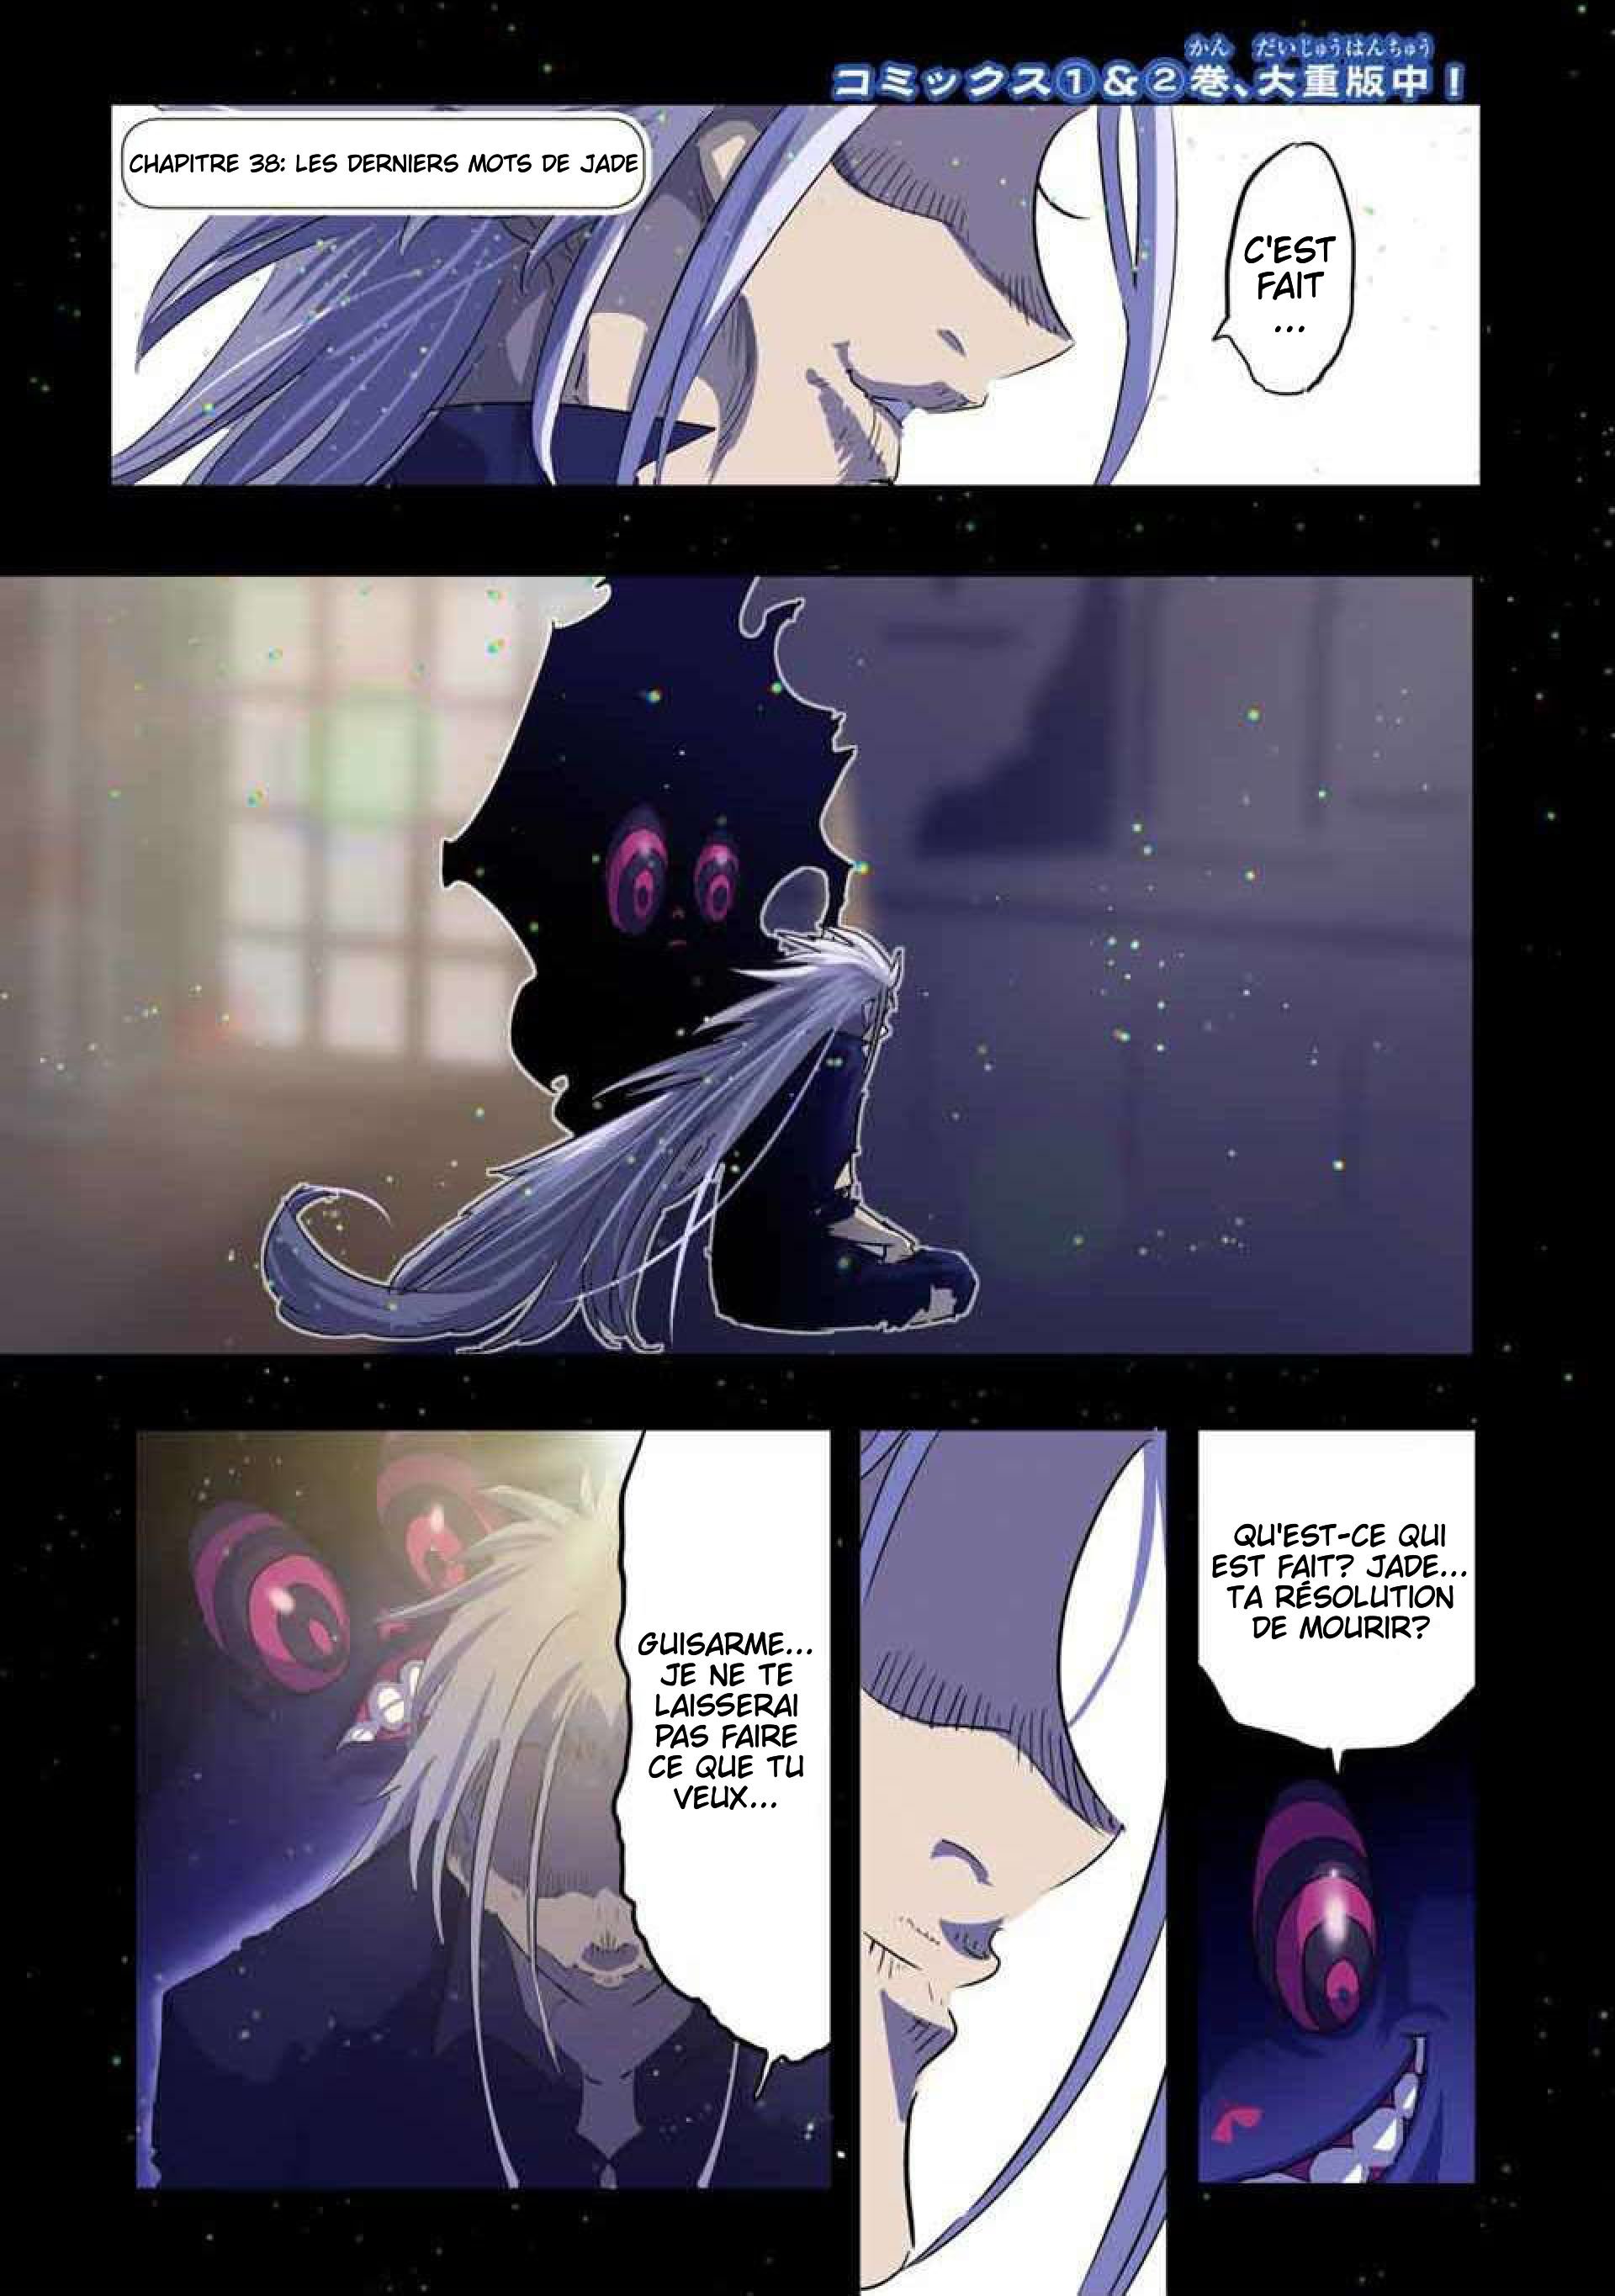 かん だいじゅうはんちゅう
コミックス①&②巻、大重版中!
CHAPITRE 38: LES DERNIERS MOTS DE JADE
C'EST
FAIT
...
QU'EST-CE QUI
EST FAIT? JADE...
TA RÉSOLUTION
DE MOURIR?
GUISARME...
JE NE TE
LAISSERAI
PAS FAIRE
CE QUE TU
VEUX...